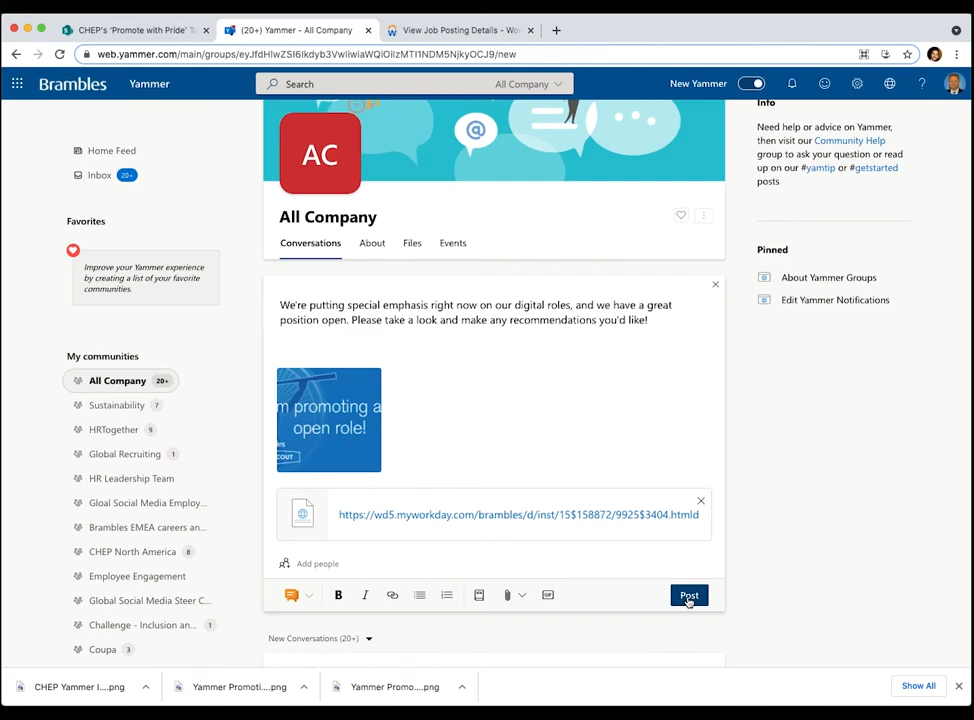 CHEP's 'Promote with Pride' T
(20+) Yammer - All Company
View Job Posting Details - Wo
web.yammer.com/main/groups/eyJfdHlwZSI6Ikdyb3VwIiwiaWQiOiIzMTI1NDM5NjkyOCJ9/new
Brambles
Yammer
Search
All Company
New Yammer
?
Home Feed
Inbox
20+
Favorites
Improve your Yammer experience
by creating a list of your favorite
communities.
My communities
All Company 20+
Sustainability 7
HRTogether 9
Global Recruiting 1
HR Leadership Team
Gloal Social Media Employ...
Brambles EMEA careers an...
CHEP North America 8
Employee Engagement
Global Social Media Steer C...
Challenge - Inclusion an... 1
Coupa 3
@
AC
All Company
Conversations
About
Files
Events
We're putting special emphasis right now on our digital roles, and we have a great
position open. Please take a look and make any recommendations you'd like!
m promoting a
open role!
les
COUT
https://wd5.myworkday.com/brambles/d/inst/15$158872/9925$3404.htmld
Add people
B
I
GIF
Post
New Conversations (20+)
Info
Need help or advice on Yammer,
then visit our Community Help
group to ask your question or read
up on our #yamtip or #getstarted
posts
Pinned
About Yammer Groups
Edit Yammer Notifications
CHEP Yammer I....png
Yammer Promoti....png
Yammer Promo....png
Show All